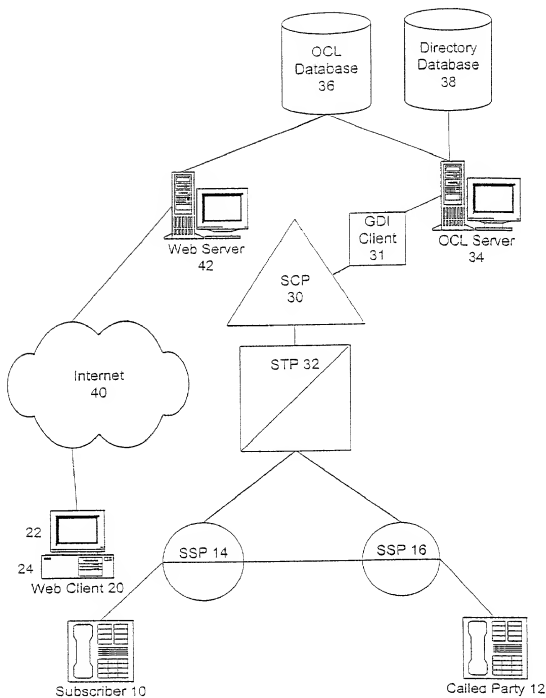 OCL
Database
36
Directory
Database
38
Web Server
42
GDI
Client
31
OCL Server
34
SCP
30
STP 32
Internet
40
22
24
Web Client 20
SSP 14
SSP 16
Subscriber 10
Called Party 12